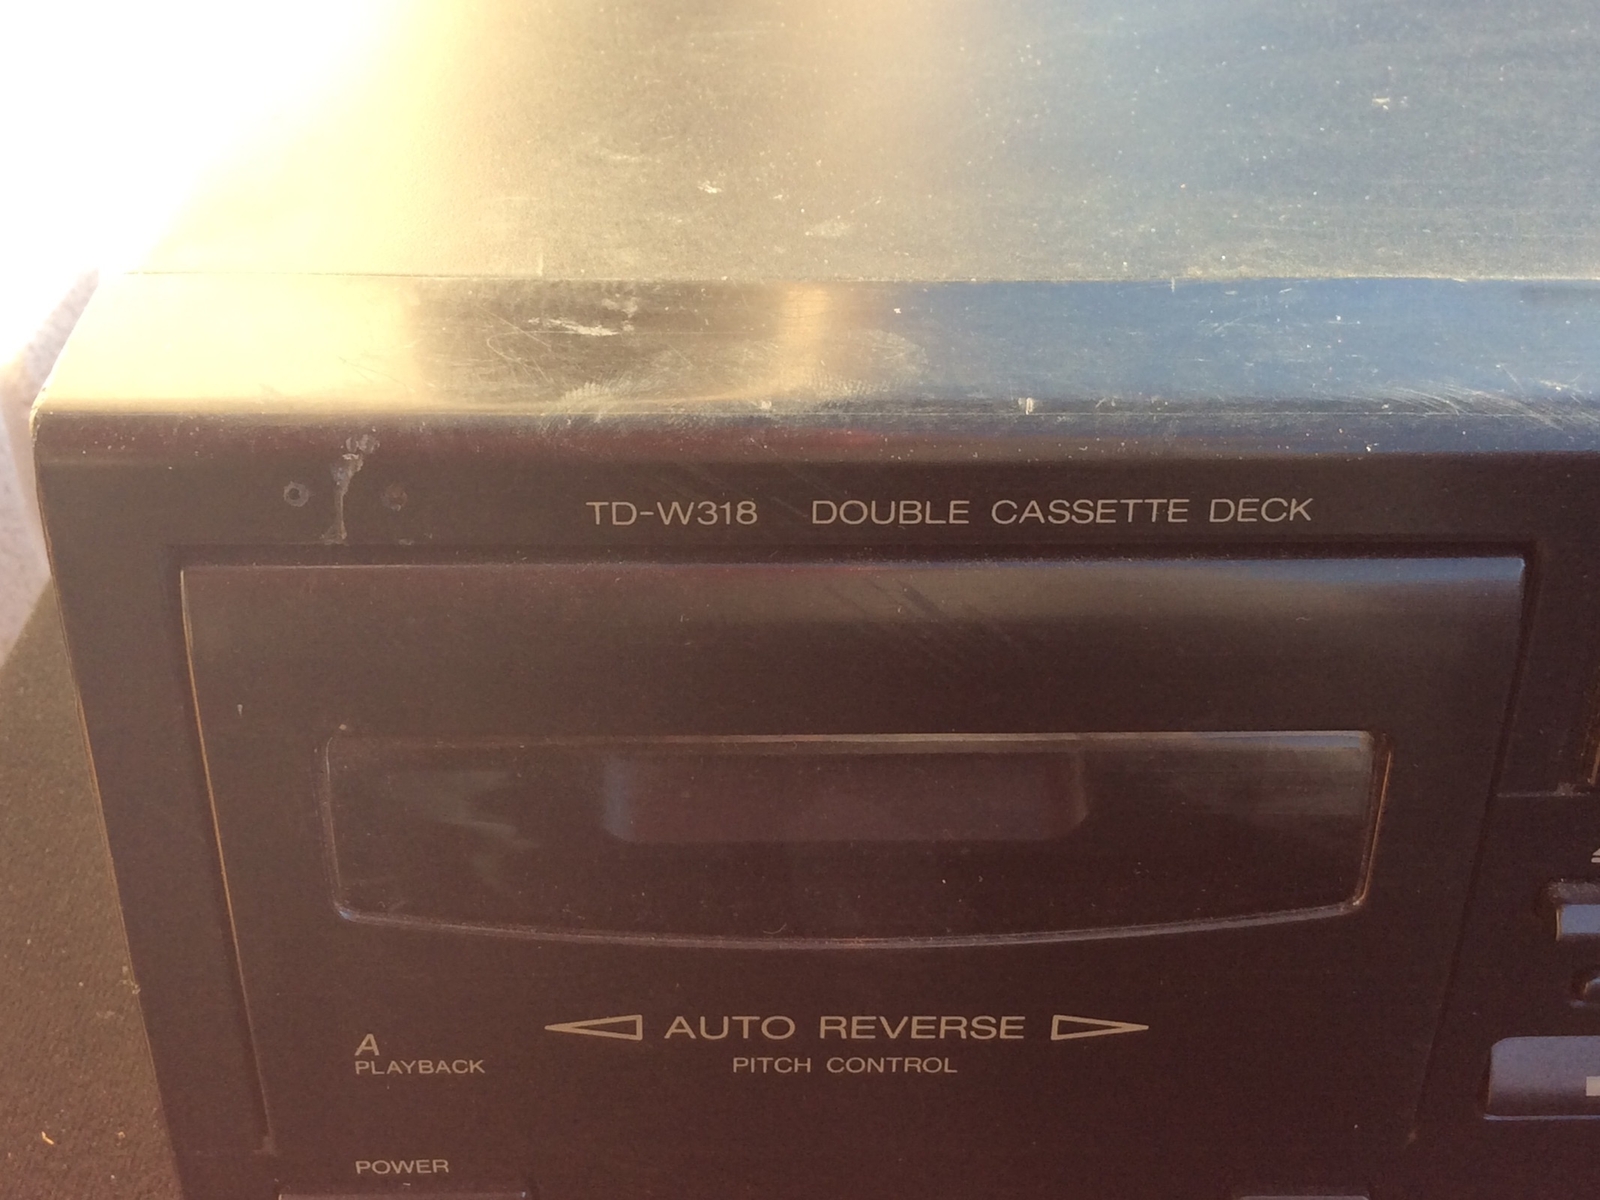 TD-W318 DOUBLE CASSETTE DECK
AUTO REVERSE
PITCH CONTROL
A
PLAYBACK
POWER